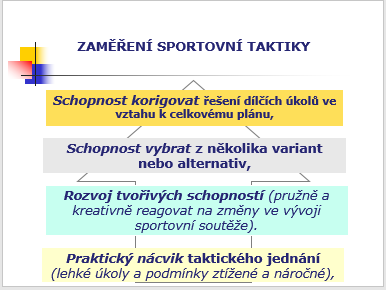 ZAMĚŘENÍ SPORTOVNÍ TAKTIKY
Schopnost korigovat řešení dílčích úkolů ve
vztahu k celkovému plánu,
Schopnost vybrat z několika variant
nebo alternativ,
Rozvoj tvořivých schopností (pružně a
kreativně reagovat na změny ve vývoji
sportovní soutěže).
Praktický nácvik taktického jednání
(lehké úkoly a podmínky ztížené a náročné),